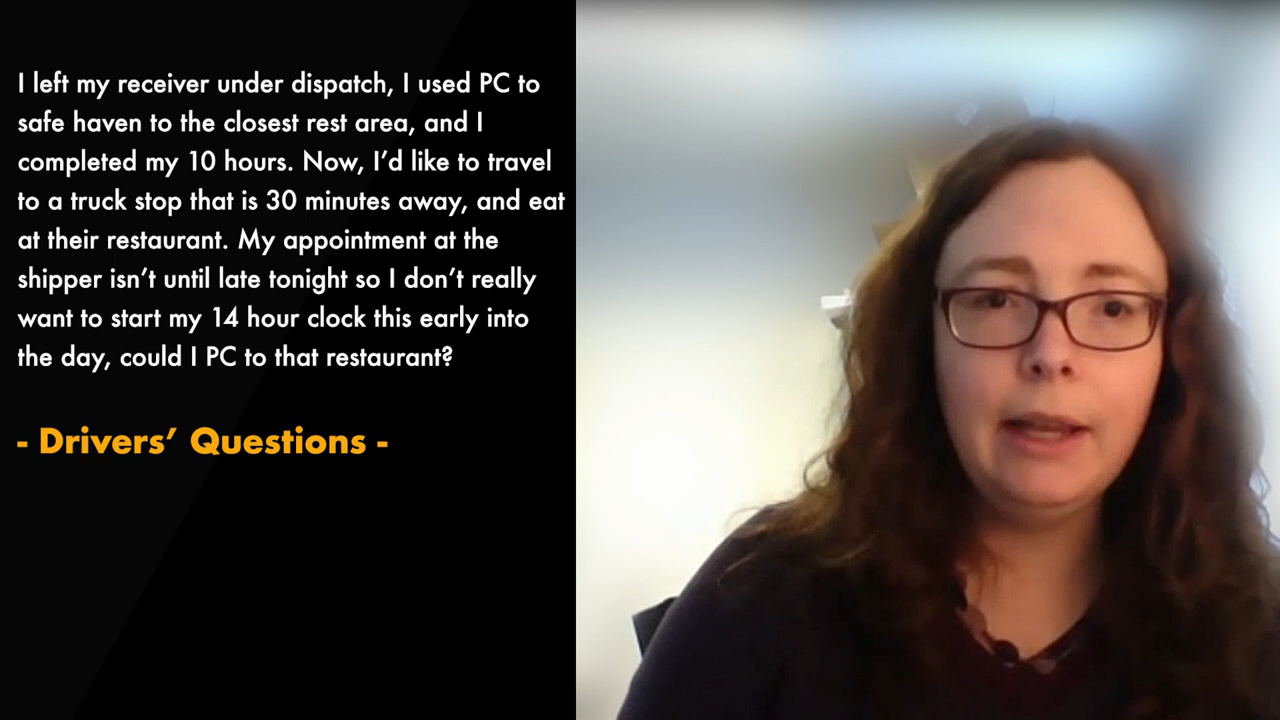 I left my receiver under dispatch, I used PC to
safe haven to the closest rest area, and I
completed my 10 hours. Now, I’d like to travel
to a truck stop that is 30 minutes away, and eat
at their restaurant. My appointment at the
shipper isn’t until late tonight so I don’t really
want to start my 14 hour clock this early into
the day, could I PC to that restaurant?
- Drivers’ Questions -